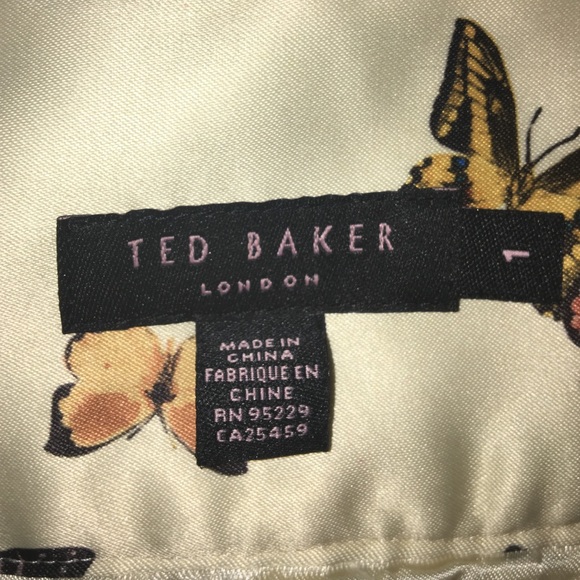 TED BAKER
LONDON
1
MADE IN
CHINA
FABRIQUE EN
CHINE
RN 95229
CA25459